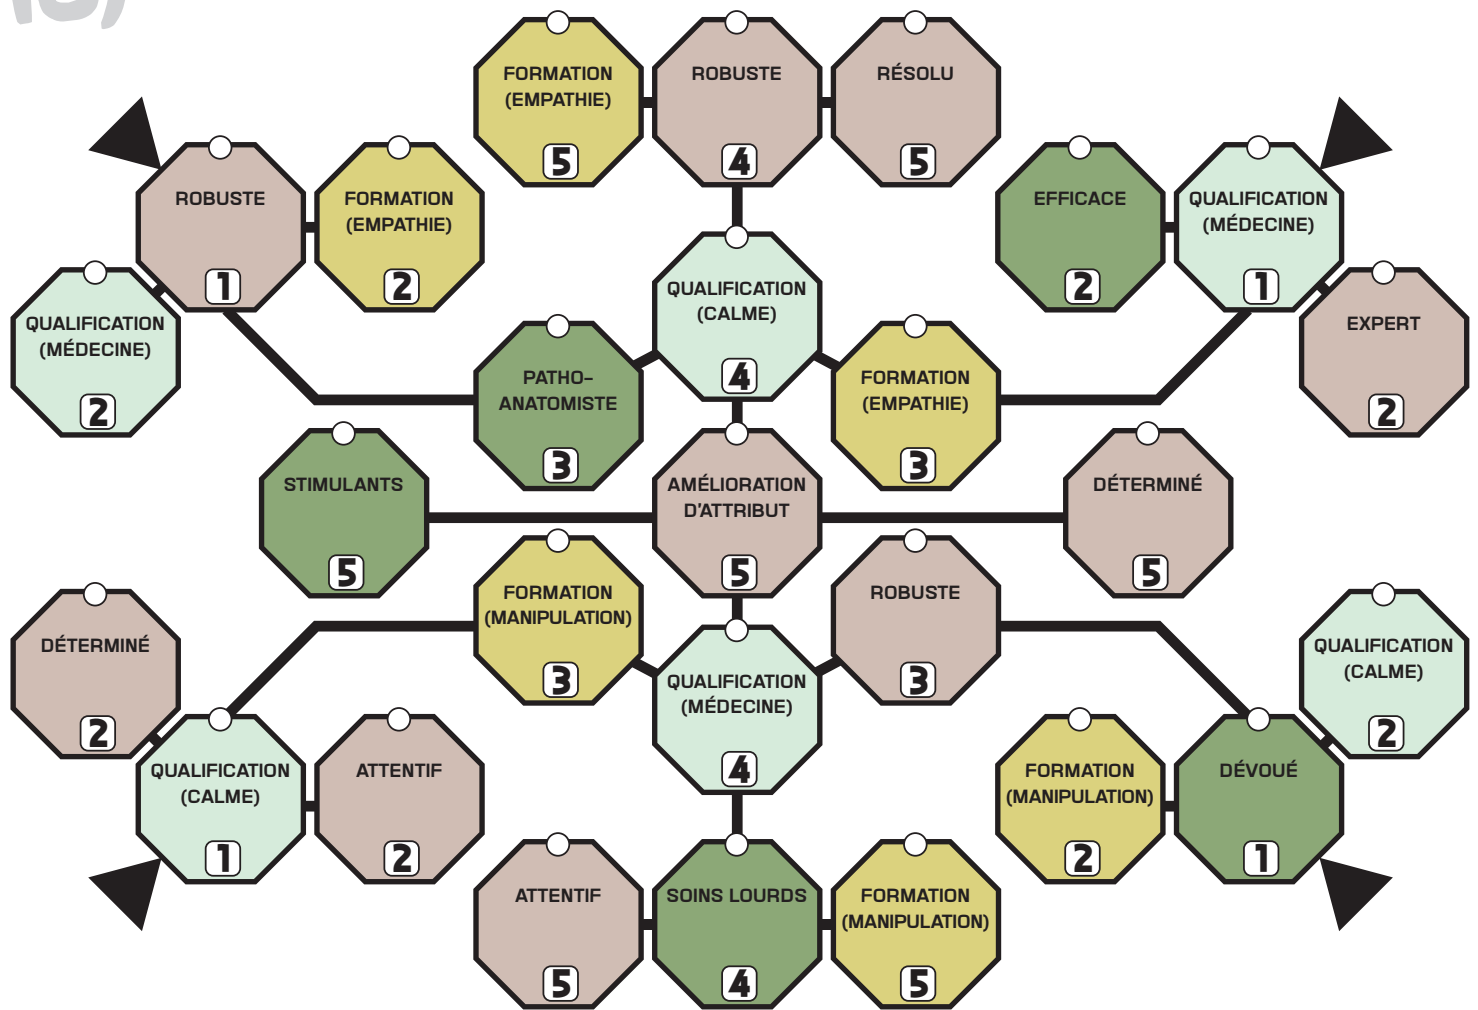 FORMATION
(EMPATHIE)
5
ROBUSTE
4
RÉSOLU
5
ROBUSTE
1
FORMATION
(EMPATHIE)
2
EFFICACE
2
QUALIFICATION
(MÉDECINE)
1
QUALIFICATION
(MÉDECINE)
2
QUALIFICATION
(CALME)
4
EXPERT
2
PATHO-
ANATOMISTE
3
FORMATION
(EMPATHIE)
3
STIMULANTS
5
AMÉLIORATION
D'ATTRIBUT
5
DÉTERMINÉ
5
FORMATION
(MANIPULATION)
3
ROBUSTE
3
DÉTERMINÉ
2
QUALIFICATION
(CALME)
2
QUALIFICATION
(MÉDECINE)
4
QUALIFICATION
(CALME)
1
ATTENTIF
2
FORMATION
(MANIPULATION)
2
DÉVOUÉ
1
ATTENTIF
5
SOINS LOURDS
4
FORMATION
(MANIPULATION)
5